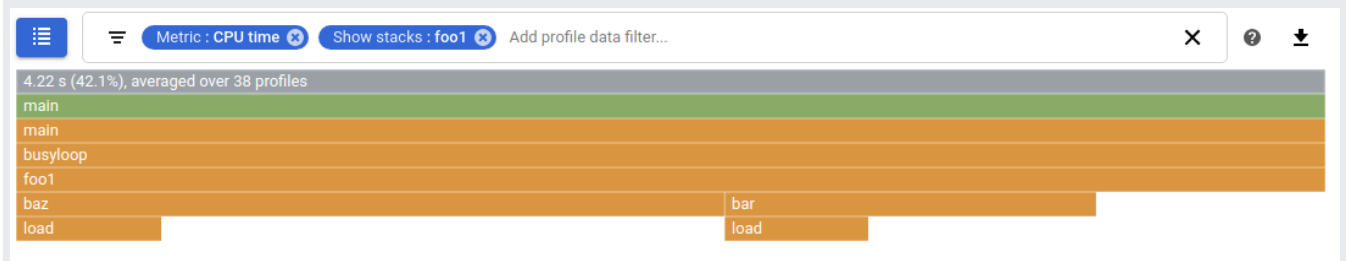 Metric : CPU time Show stacks : foo1 Add profile data filter...
4.22 s (42.1%), averaged over 38 profiles
main
main
busyloop
foo1
baz bar
load load